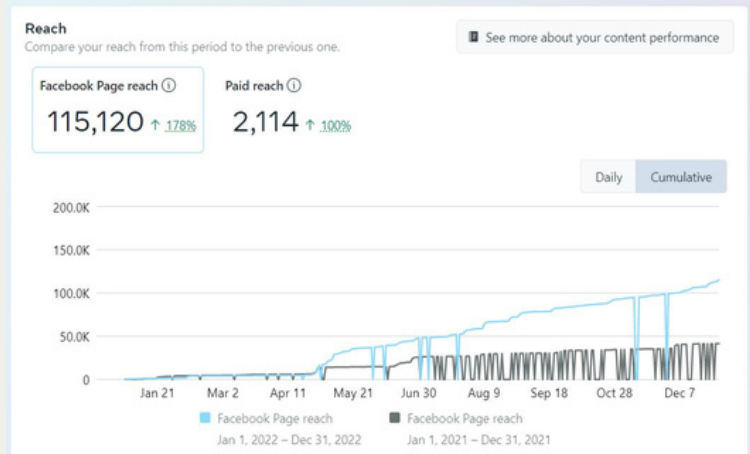 Reach
Compare your reach from this period to the previous one.
See more about your content performance
Facebook Page reach
115,120 ↑ 178%
Paid reach
2,114 ↑ 100%
Daily
Cumulative
200.0K
150.0K
100.0K
50.0K
0
Jan 21 Mar 2 Apr 11 May 21 Jun 30 Aug 9 Sep 18 Oct 28 Dec 7
Facebook Page reach
Jan 1, 2022 – Dec 31, 2022
Facebook Page reach
Jan 1, 2021 – Dec 31, 2021